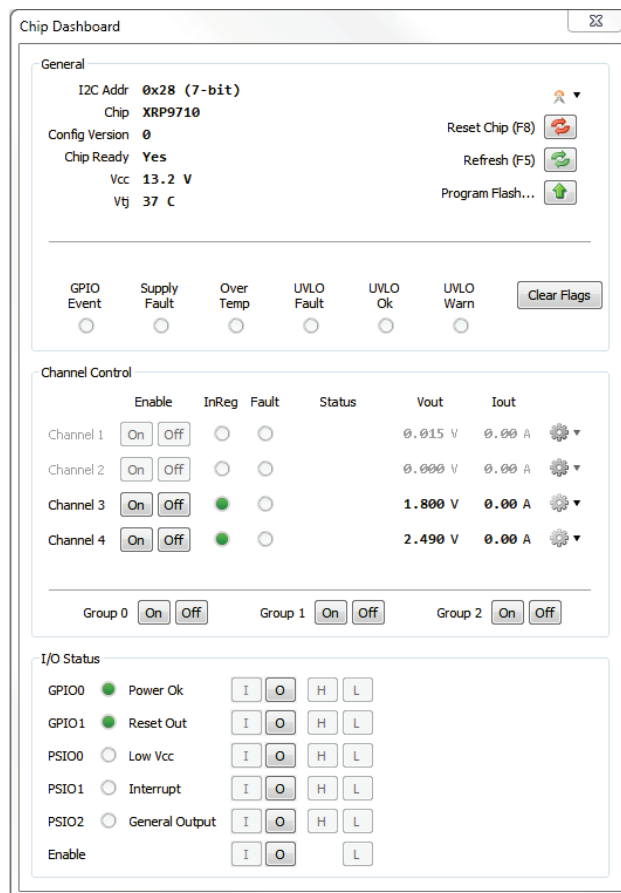 Chip Dashboard
General
I2C Addr 0x28 (7-bit)
Chip XRP9710
Config Version 0
Chip Ready Yes
Vcc 13.2 V
Vtj 37 C
Reset Chip (F8)
Refresh (F5)
Program Flash...
GPIO Event
Supply Fault
Over Temp
UVLO Fault
UVLO Ok
UVLO Warn
Clear Flags
Channel Control
Enable InReg Fault Status Vout Iout
Channel 1 On Off 0.015 V 0.00 A
Channel 2 On Off 0.000 V 0.00 A
Channel 3 On Off 1.800 V 0.00 A
Channel 4 On Off 2.490 V 0.00 A
Group 0 On Off Group 1 On Off Group 2 On Off
I/O Status
GPIO0 Power Ok I O H L
GPIO1 Reset Out I O H L
PSIO0 Low Vcc I O H L
PSIO1 Interrupt I O H L
PSIO2 General Output I O H L
Enable I O L